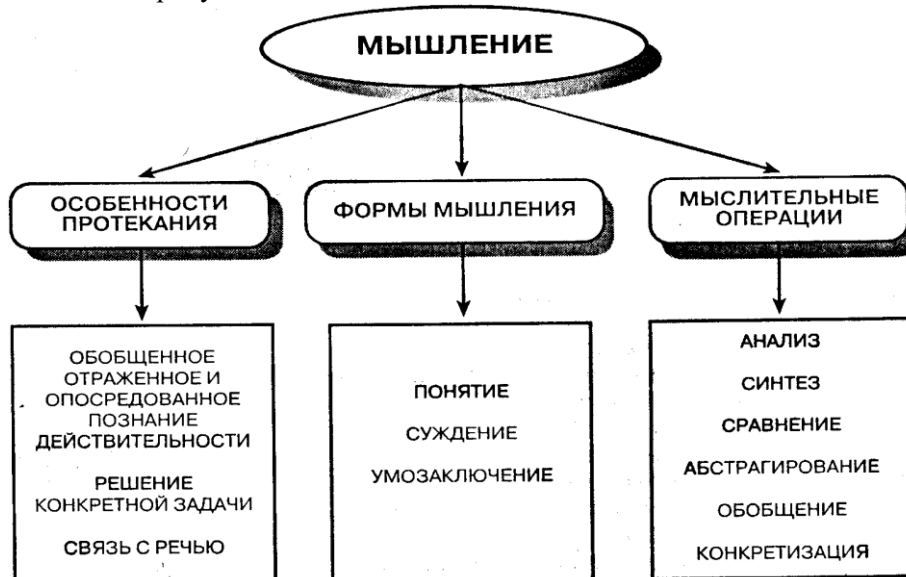 МЫШЛЕНИЕ
ОСОБЕННОСТИ
ПРОТЕКАНИЯ
ФОРМЫ МЫШЛЕНИЯ
МЫСЛИТЕЛЬНЫЕ
ОПЕРАЦИИ
ОБОБЩЕННОЕ
ОТРАЖЕННОЕ И
ОПОСРЕДОВАННОЕ
ПОЗНАНИЕ
ДЕЙСТВИТЕЛЬНОСТИ
РЕШЕНИЕ
КОНКРЕТНОЙ ЗАДАЧИ
СВЯЗЬ С РЕЧЬЮ
ПОНЯТИЕ
СУЖДЕНИЕ
УМОЗАКЛЮЧЕНИЕ
АНАЛИЗ
СИНТЕЗ
СРАВНЕНИЕ
АБСТРАГИРОВАНИЕ
ОБОБЩЕНИЕ
КОНКРЕТИЗАЦИЯ